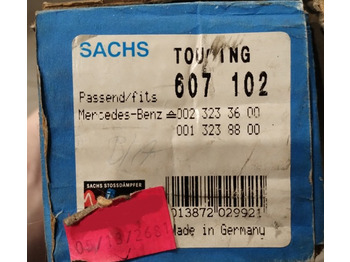 SACHS
TOURING
607 102
Passend/fits
Mercedes-Benz ≙ 002 323 36 00
001 323 88 00
SACHS STOSSDÄMPFER
013872 029921
Made in Germany